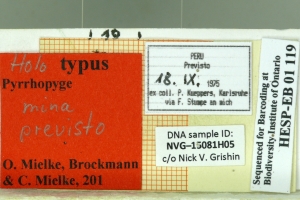 18
Holo typus
Pyrrhopyge
mina
previsto
O. Mielke, Brockmann
& C. Mielke, 201
PERU
Previsto
18. IX. 1975
ex coll. P. Kueppers, Karlsruhe
via F. Stumpe an mich
DNA sample ID:
NVG-15081H05
c/o Nick V. Grishin
Sequenced for Barcoding at
Biodiversity Institute of Ontario
HESP-EB 01 119